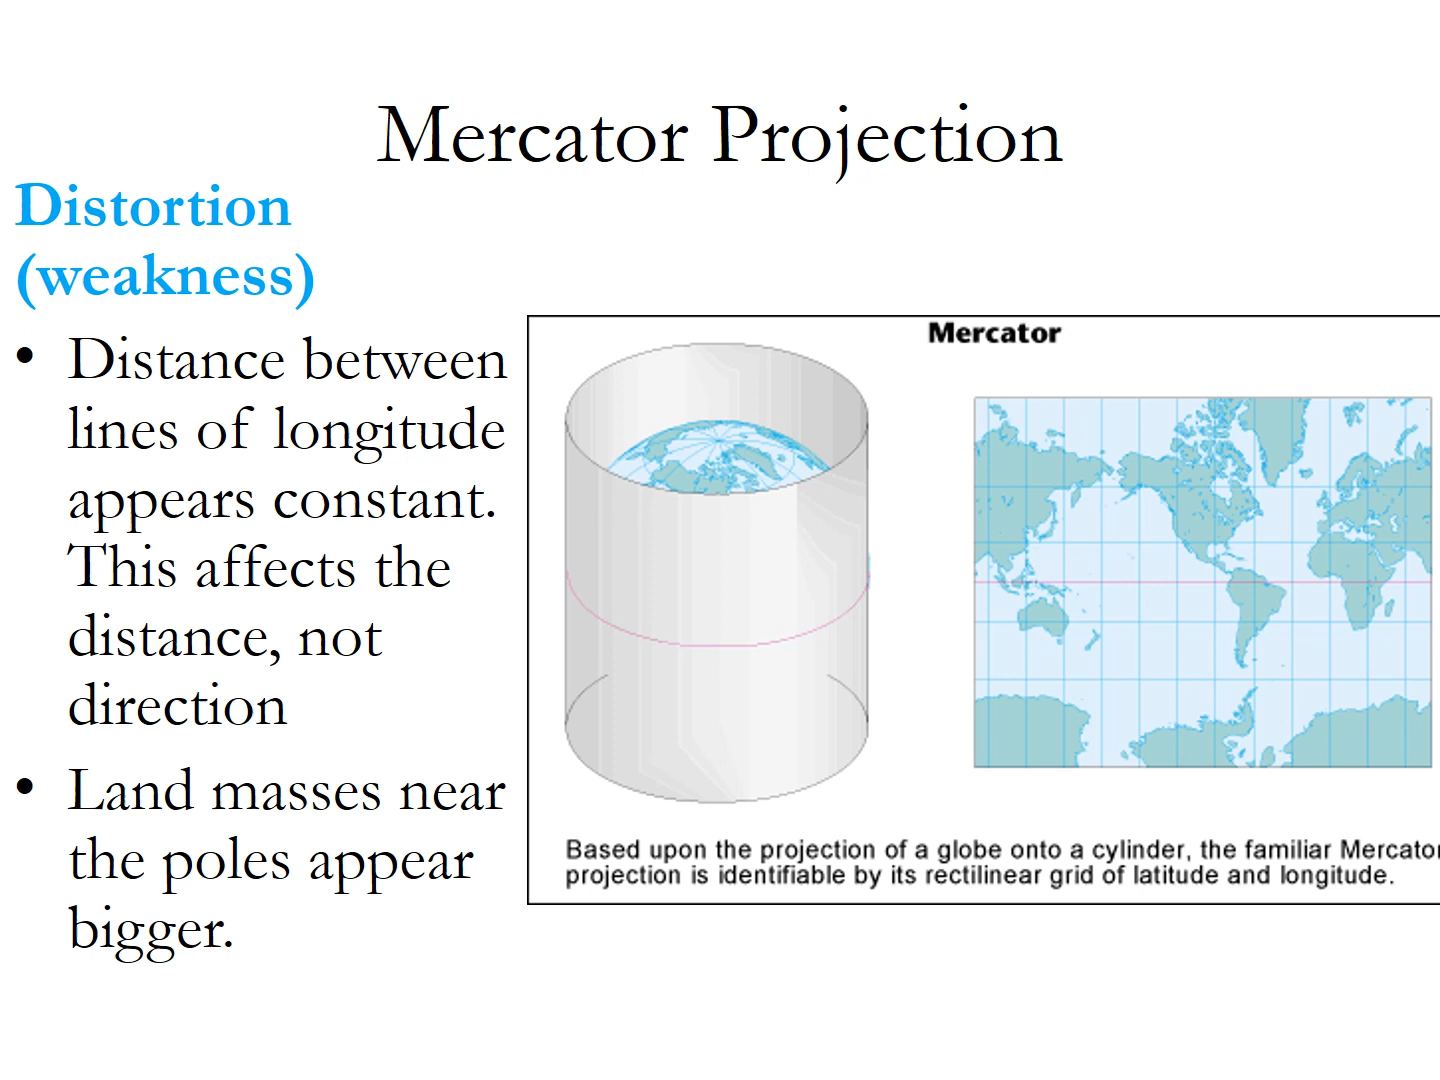 Mercator Projection
Distortion
(weakness)
• Distance between
lines of longitude
appears constant.
This affects the
distance, not
direction
• Land masses near
the poles appear
bigger.
Mercator
Based upon the projection of a globe onto a cylinder, the familiar Mercator
projection is identifiable by its rectilinear grid of latitude and longitude.